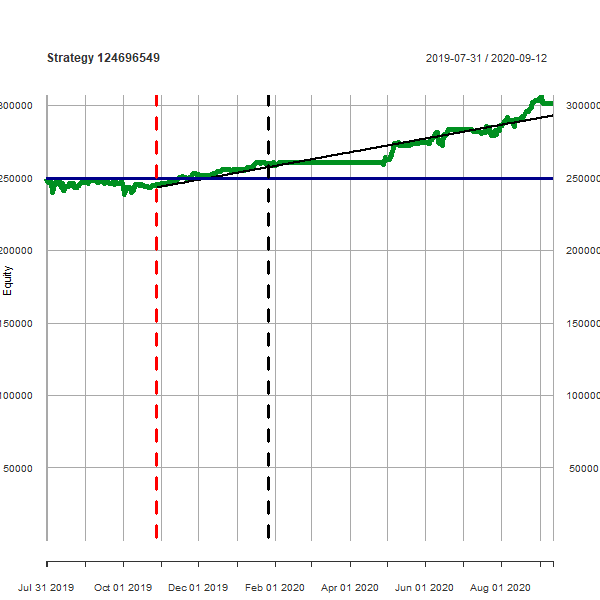 Strategy 124696549
2019-07-31 / 2020-09-12
300000
300000
250000
250000
200000
200000
Equity
150000
150000
100000
100000
50000
50000
Jul 31 2019
Oct 01 2019
Dec 01 2019
Feb 01 2020
Apr 01 2020
Jun 01 2020
Aug 01 2020